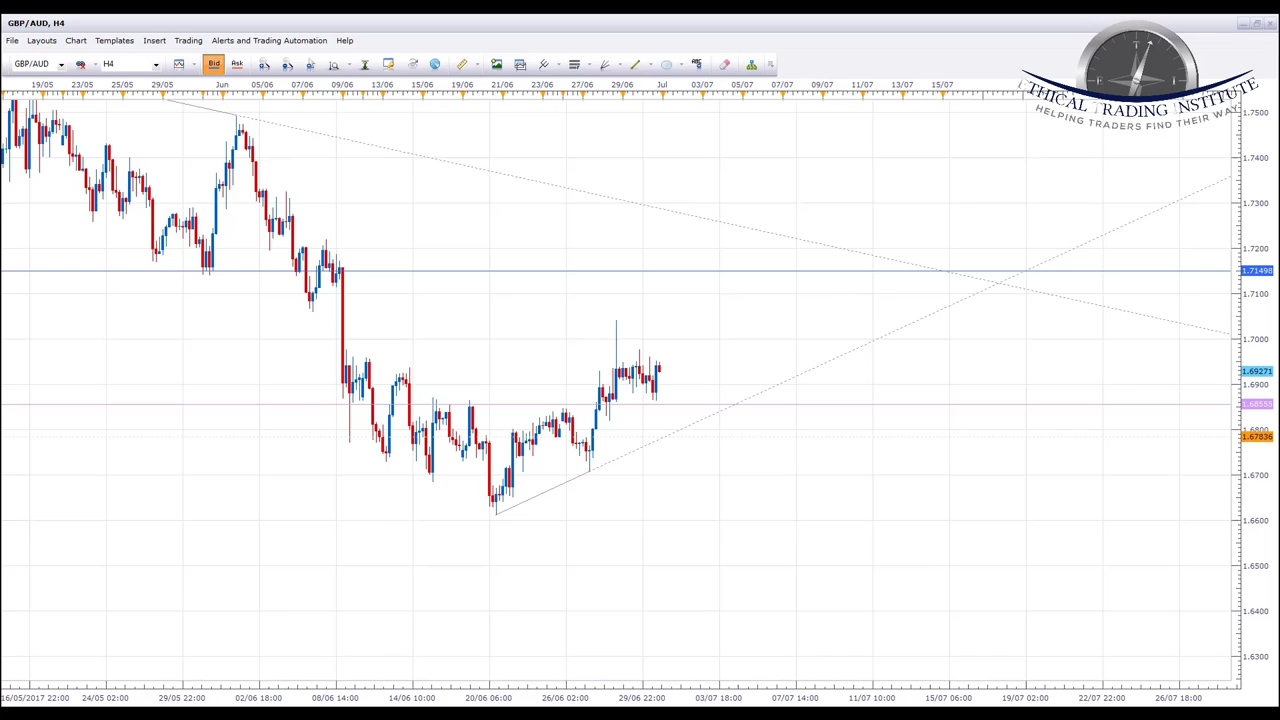 GBP/AUD, H4
File Layouts Chart Templates Insert Trading Alerts and Trading Automation Help
GBP/AUD H4 Bid Ask ABC
19/05 23/05 25/05 29/05 Jun 05/06 07/06 09/06 13/06 15/06 19/06 21/06 23/06 27/06 29/06 Jul 03/07 05/07 07/07 11/07 13/07 15/07
ETHICAL TRADING INSTITUTE
HELPING TRADERS FIND THEIR WAY
1.7500
1.7400
1.7300
1.7200
1.71498
1.7100
1.7000
1.69271
1.6900
1.68555
1.6800
1.67836
1.6700
1.6600
1.6500
1.6400
1.6300
16/05/2017 22:00 24/05 02:00 29/05 22:00 02/06 18:00 08/06 14:00 14/06 10:00 20/06 06:00 26/06 02:00 29/06 22:00 03/07 18:00 07/07 14:00 11/07 10:00 15/07 06:00 19/07 02:00 22/07 22:00 26/07 18:00